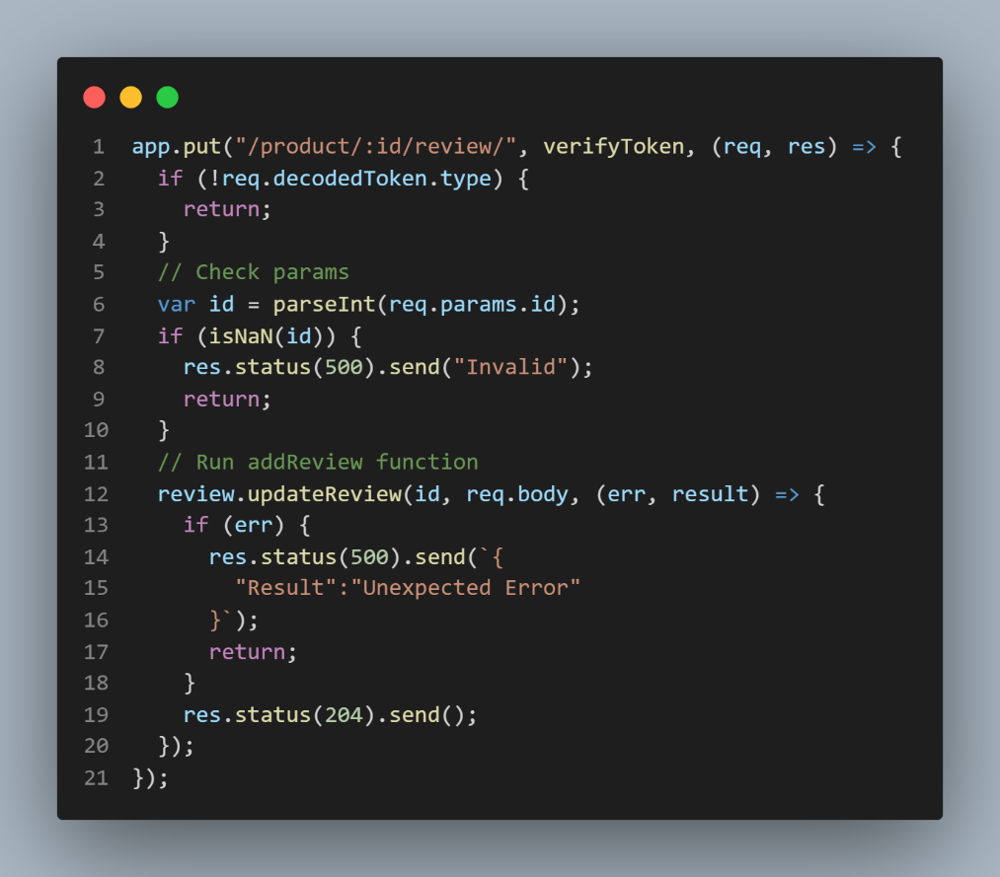 1 app.put("/product/:id/review/", verifyToken, (req, res) => {
2   if (!req.decodedToken.type) {
3     return;
4   }
5   // Check params
6   var id = parseInt(req.params.id);
7   if (isNaN(id)) {
8     res.status(500).send("Invalid");
9     return;
10   }
11   // Run addReview function
12   review.updateReview(id, req.body, (err, result) => {
13     if (err) {
14       res.status(500).send(`{
15         "Result":"Unexpected Error"
16       }`);
17       return;
18     }
19     res.status(204).send();
20   });
21 });